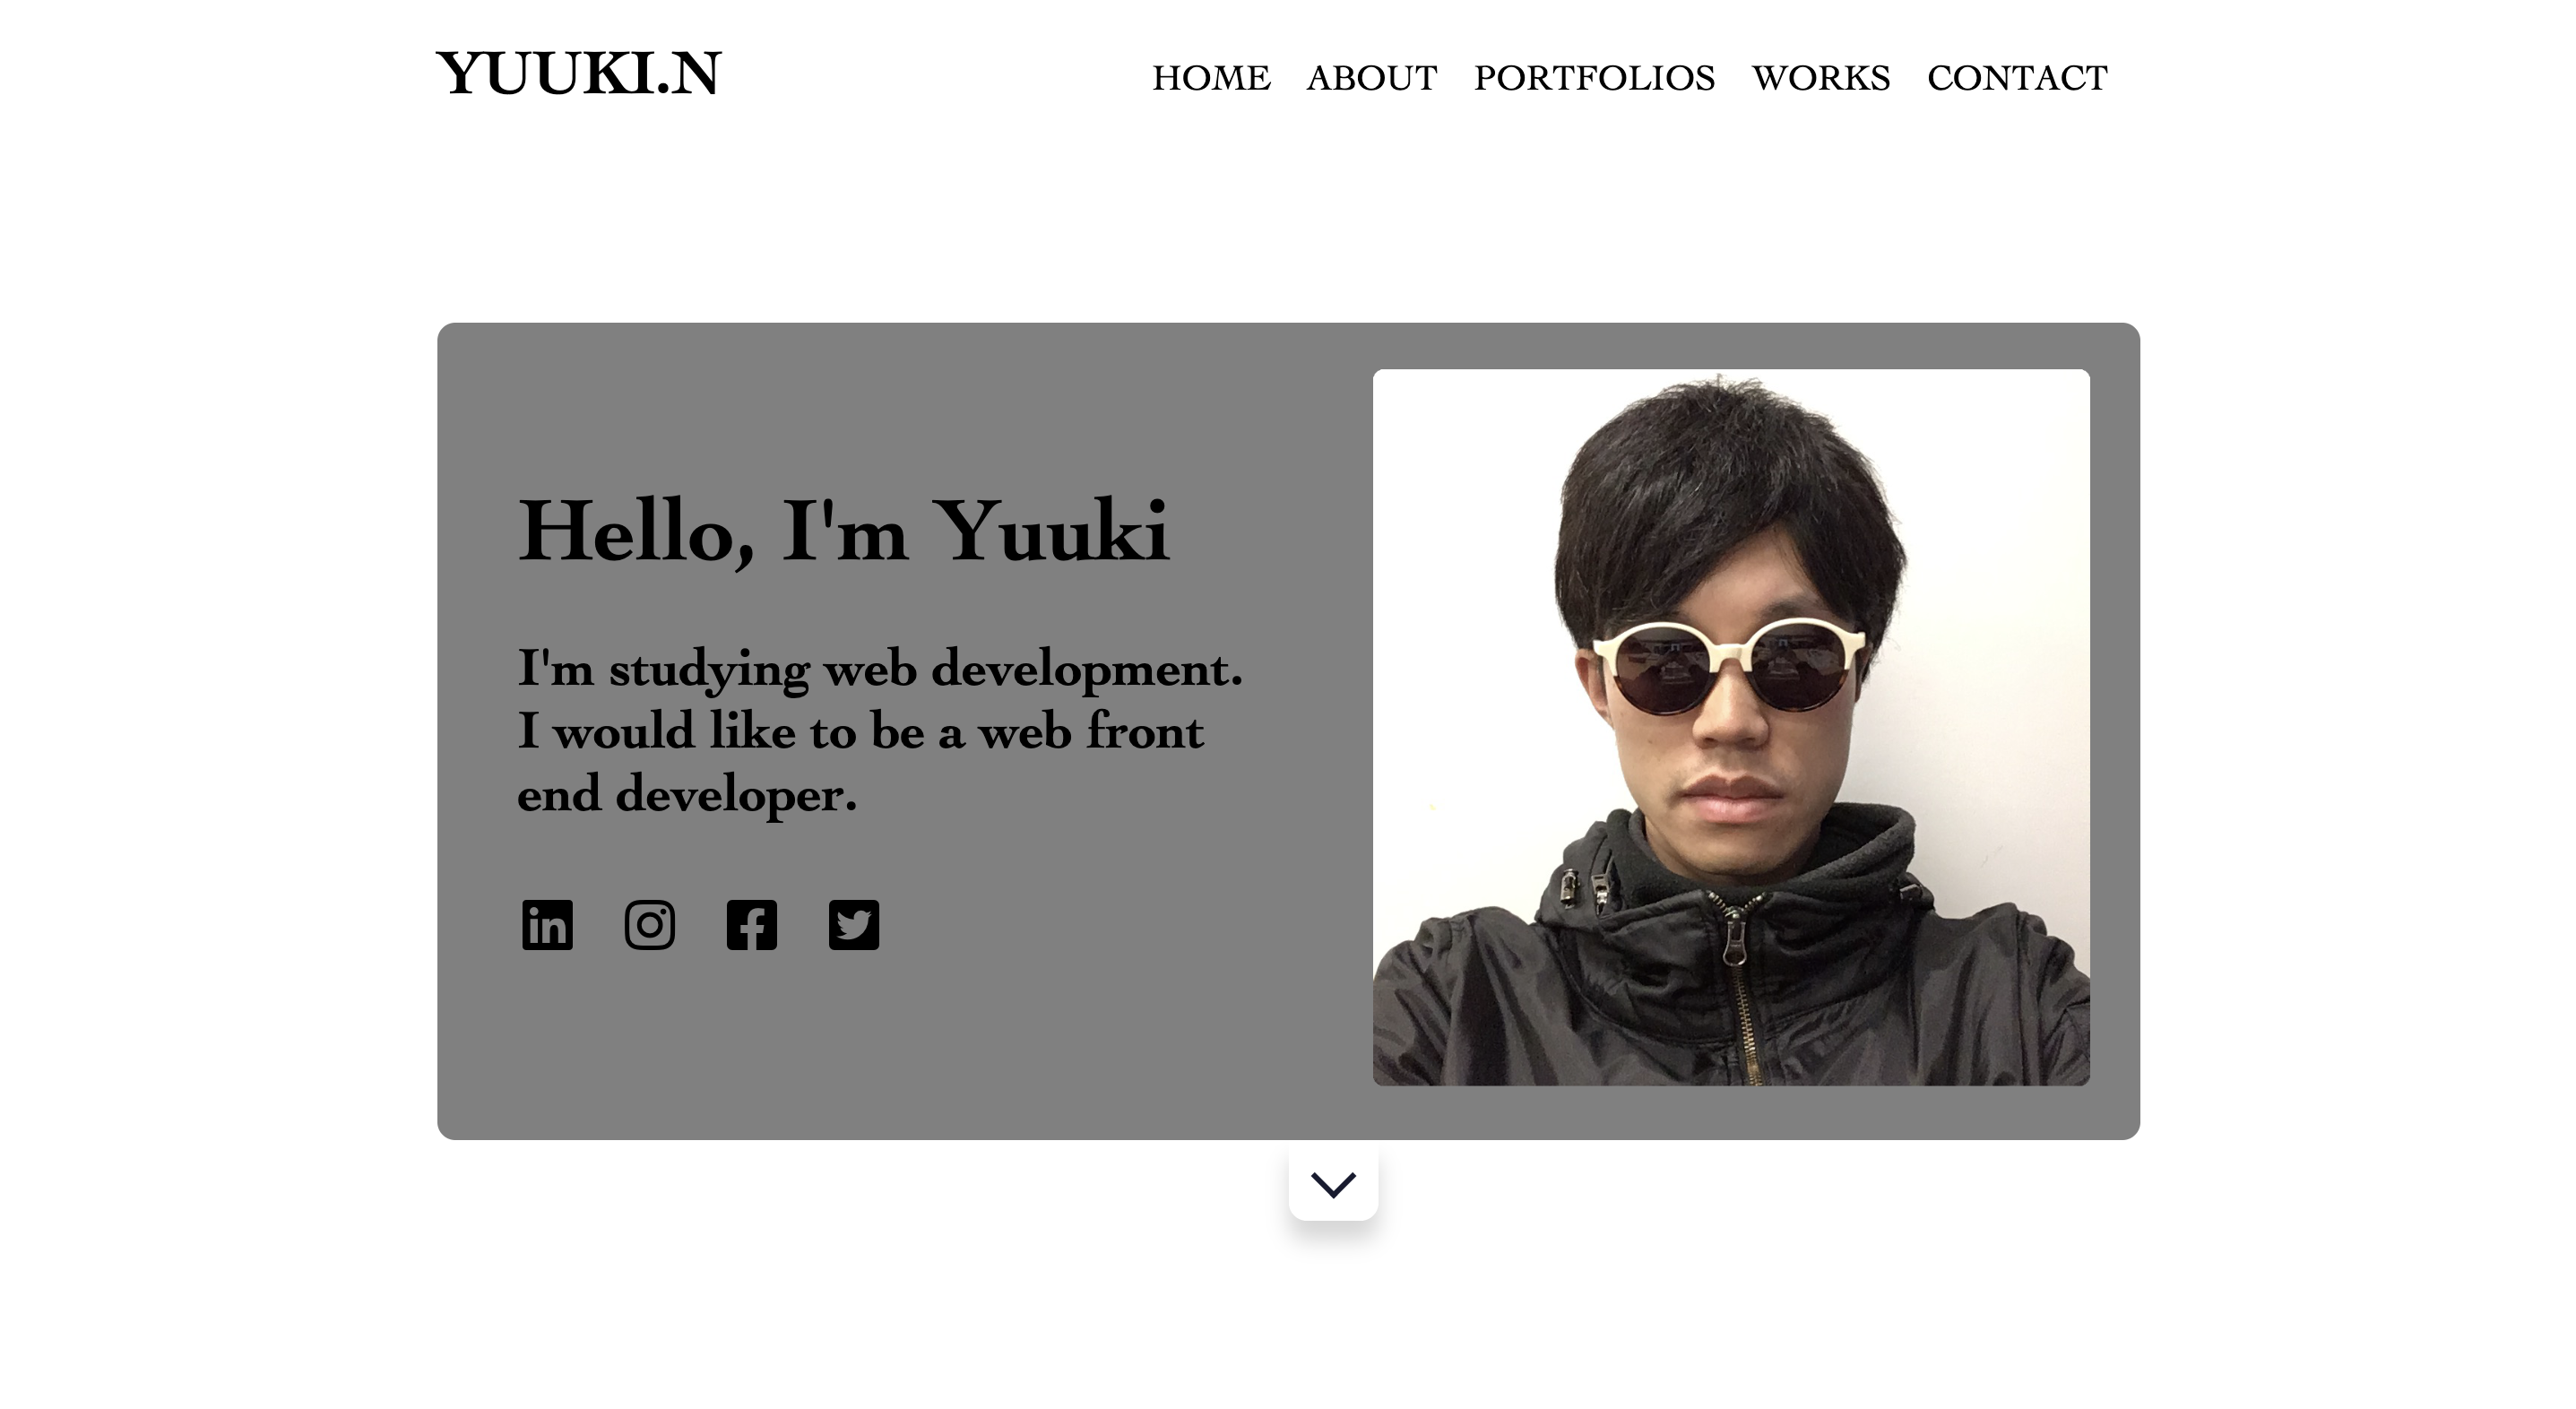 YUUKI.N
HOME ABOUT PORTFOLIOS WORKS CONTACT
Hello, I'm Yuuki
I'm studying web development.
I would like to be a web front
end developer.